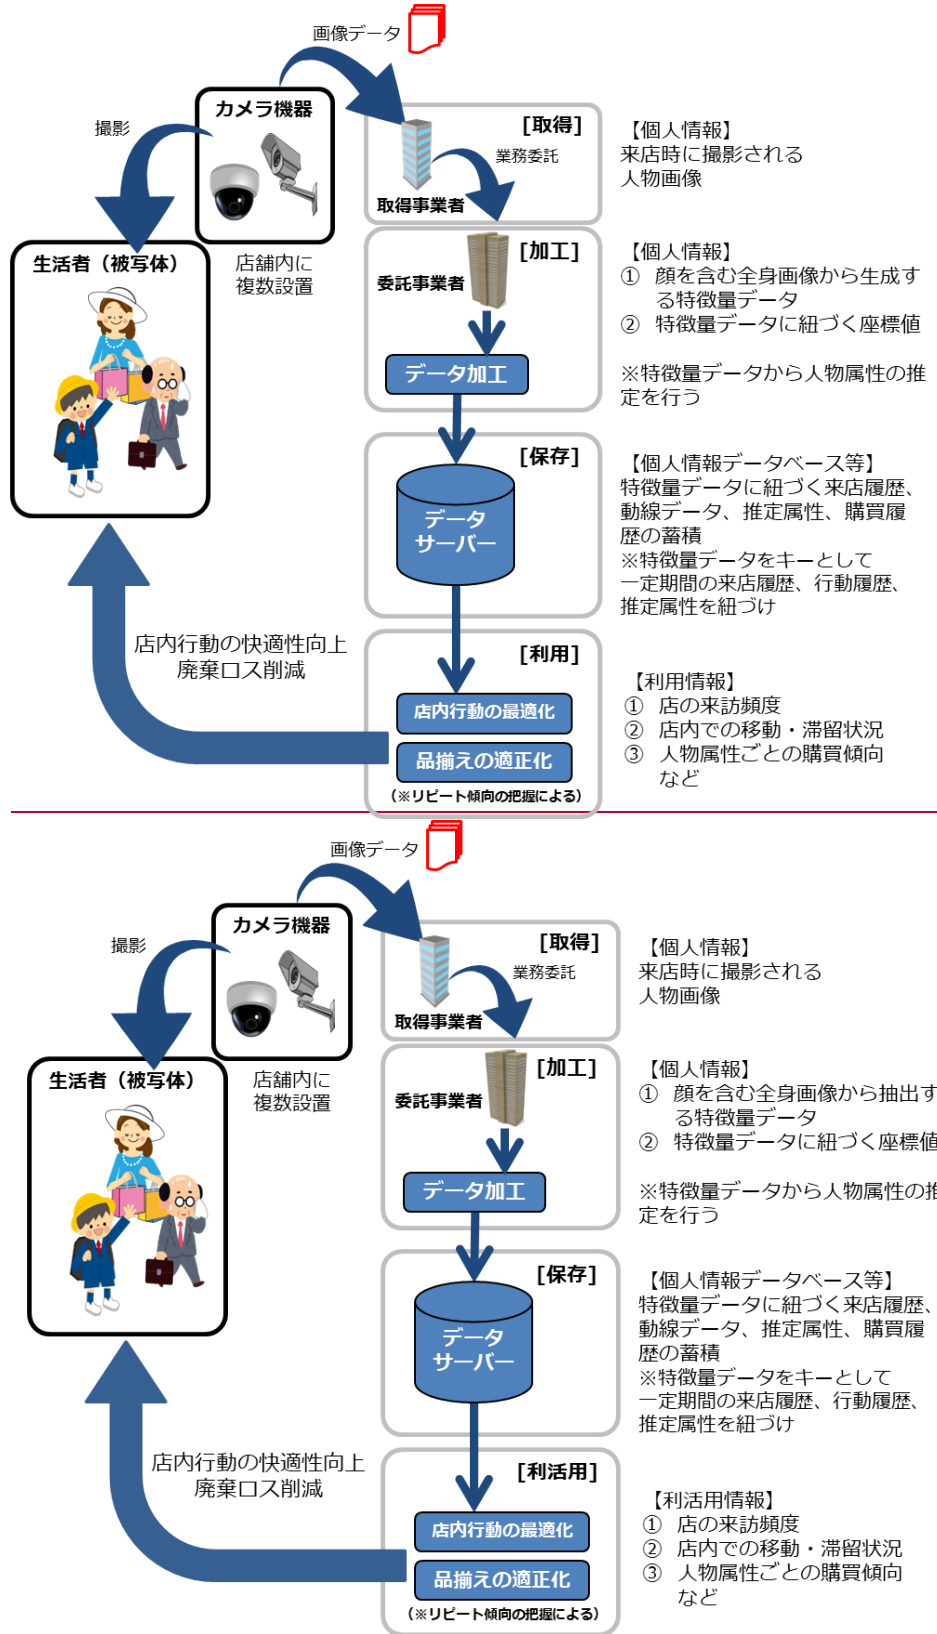 画像データ
カメラ機器
撮影
[取得]
業務委託
取得事業者
【個人情報】
来店時に撮影される
人物画像
生活者（被写体）
店舗内に
複数設置
[加工]
委託事業者
データ加工
【個人情報】
① 顔を含む全身画像から生成す
る特徴量データ
② 特徴量データに紐づく座標値
※特徴量データから人物属性の推
定を行う
[保存]
データ
サーバー
【個人情報データベース等】
特徴量データに紐づく来店履歴、
動線データ、推定属性、購買履
歴の蓄積
※特徴量データをキーとして
一定期間の来店履歴、行動履歴、
推定属性を紐づけ
店内行動の快適性向上
廃棄ロス削減
[利用]
店内行動の最適化
品揃えの適正化
（※リピート傾向の把握による）
【利用情報】
① 店の来訪頻度
② 店内での移動・滞留状況
③ 人物属性ごとの購買傾向
など
画像データ
カメラ機器
撮影
[取得]
業務委託
取得事業者
【個人情報】
来店時に撮影される
人物画像
生活者（被写体）
店舗内に
複数設置
[加工]
委託事業者
データ加工
【個人情報】
① 顔を含む全身画像から抽出す
る特徴量データ
② 特徴量データに紐づく座標値
※特徴量データから人物属性の推
定を行う
[保存]
データ
サーバー
【個人情報データベース等】
特徴量データに紐づく来店履歴、
動線データ、推定属性、購買履
歴の蓄積
※特徴量データをキーとして
一定期間の来店履歴、行動履歴、
推定属性を紐づけ
店内行動の快適性向上
廃棄ロス削減
[利活用]
店内行動の最適化
品揃えの適正化
（※リピート傾向の把握による）
【利活用情報】
① 店の来訪頻度
② 店内での移動・滞留状況
③ 人物属性ごとの購買傾向
など